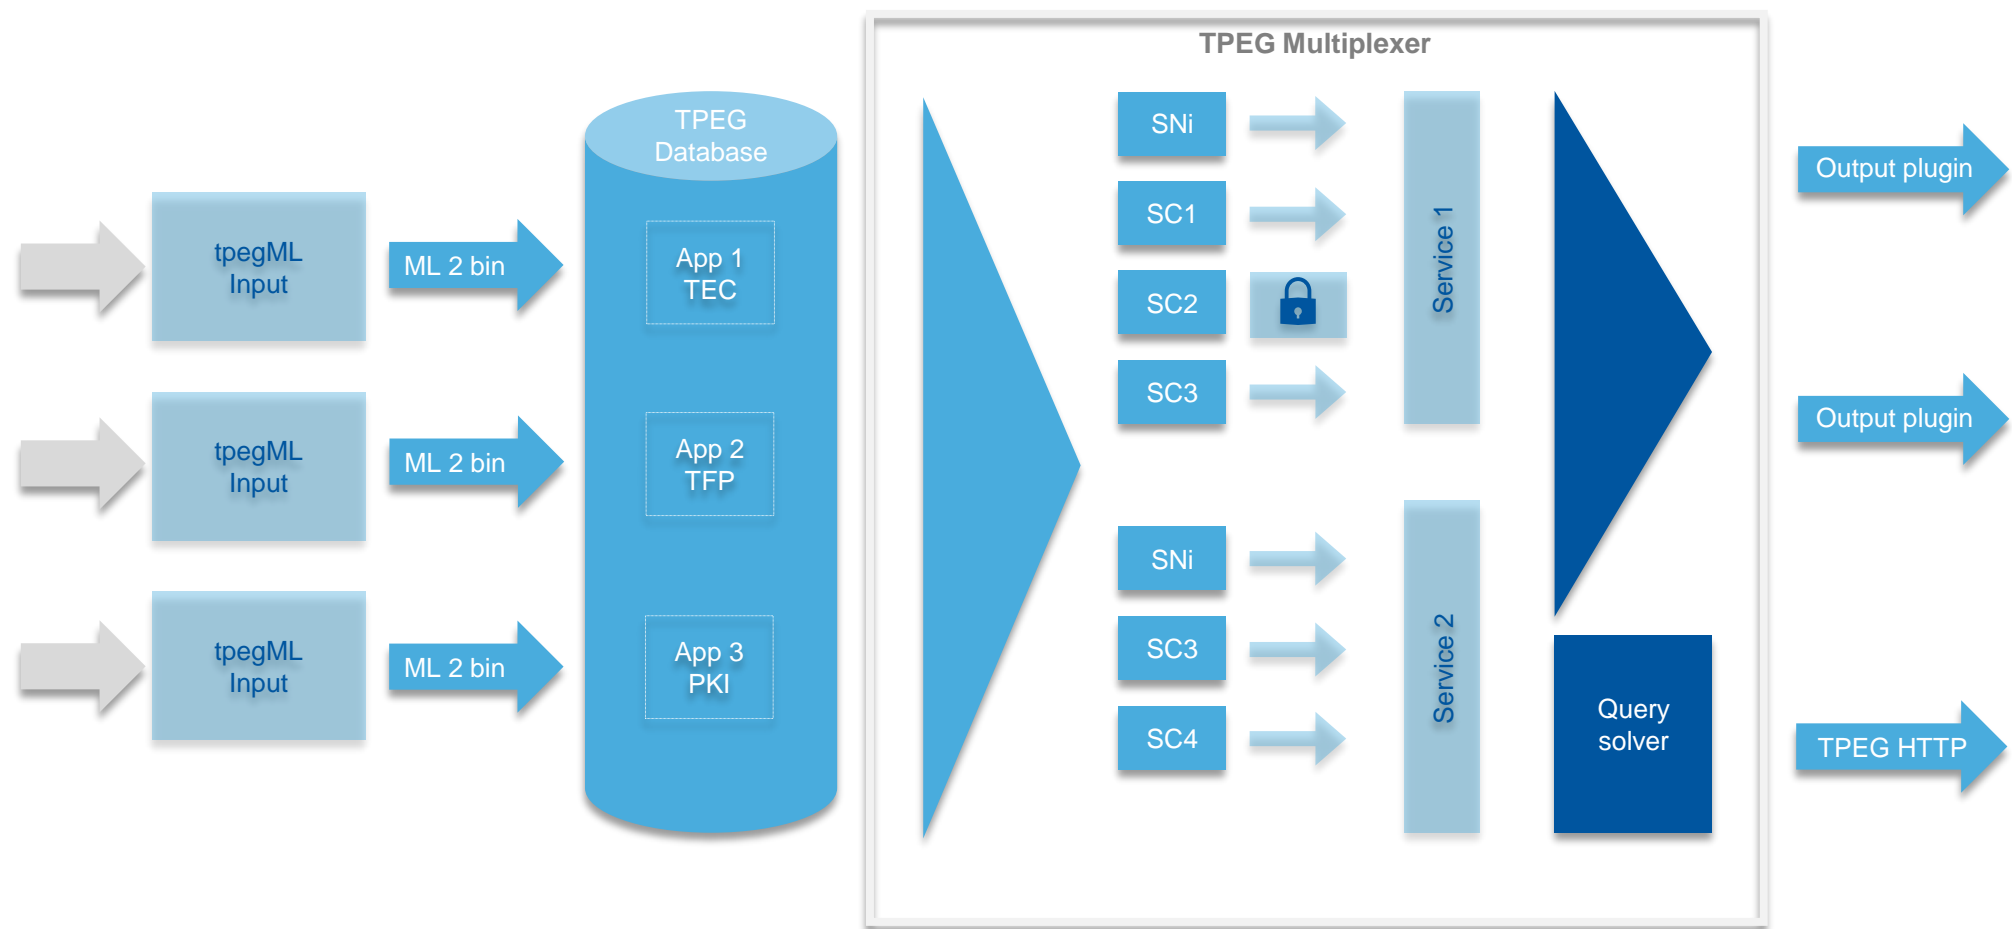 TPEG Multiplexer
tpegML
Input
ML 2 bin
tpegML
Input
ML 2 bin
tpegML
Input
ML 2 bin
TPEG
Database
App 1
TEC
App 2
TFP
App 3
PKI
SNi
SC1
SC2
SC3
Service 1
SNi
SC3
SC4
Service 2
Query
solver
Output plugin
Output plugin
TPEG HTTP